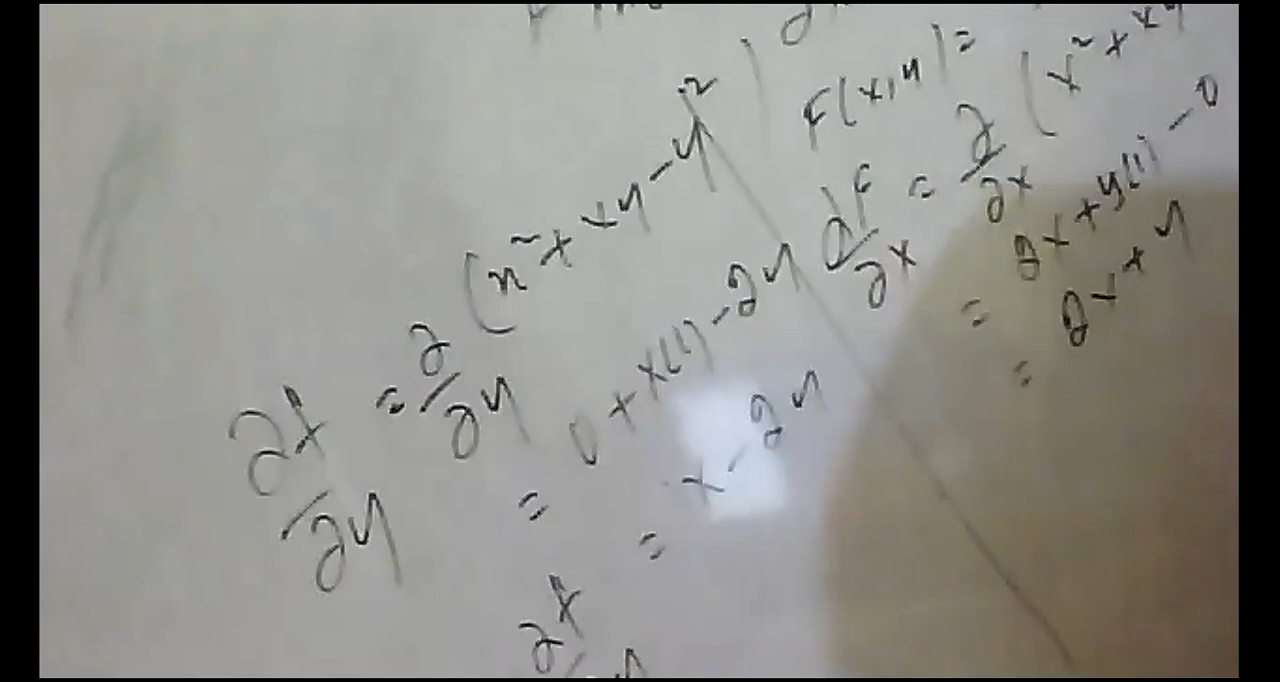 F(x,y) =
∂F/∂x = ∂/∂x (x² + xy
= 2x + y(1) - 0
= 2x + y
∂f/∂y = ∂/∂y (x² + xy - y²)
= 0 + x(1) - 2y
= x - 2y
∂f